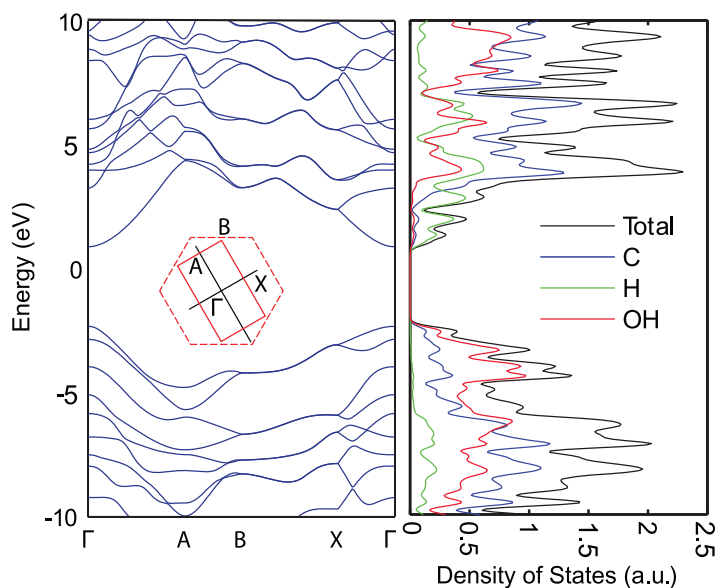 10
5
0
-5
-10
Energy (eV)
Γ
A
B
X
Γ
B
A
X
Γ
Total
C
H
OH
0
0.5
1
1.5
2
2.5
Density of States (a.u.)